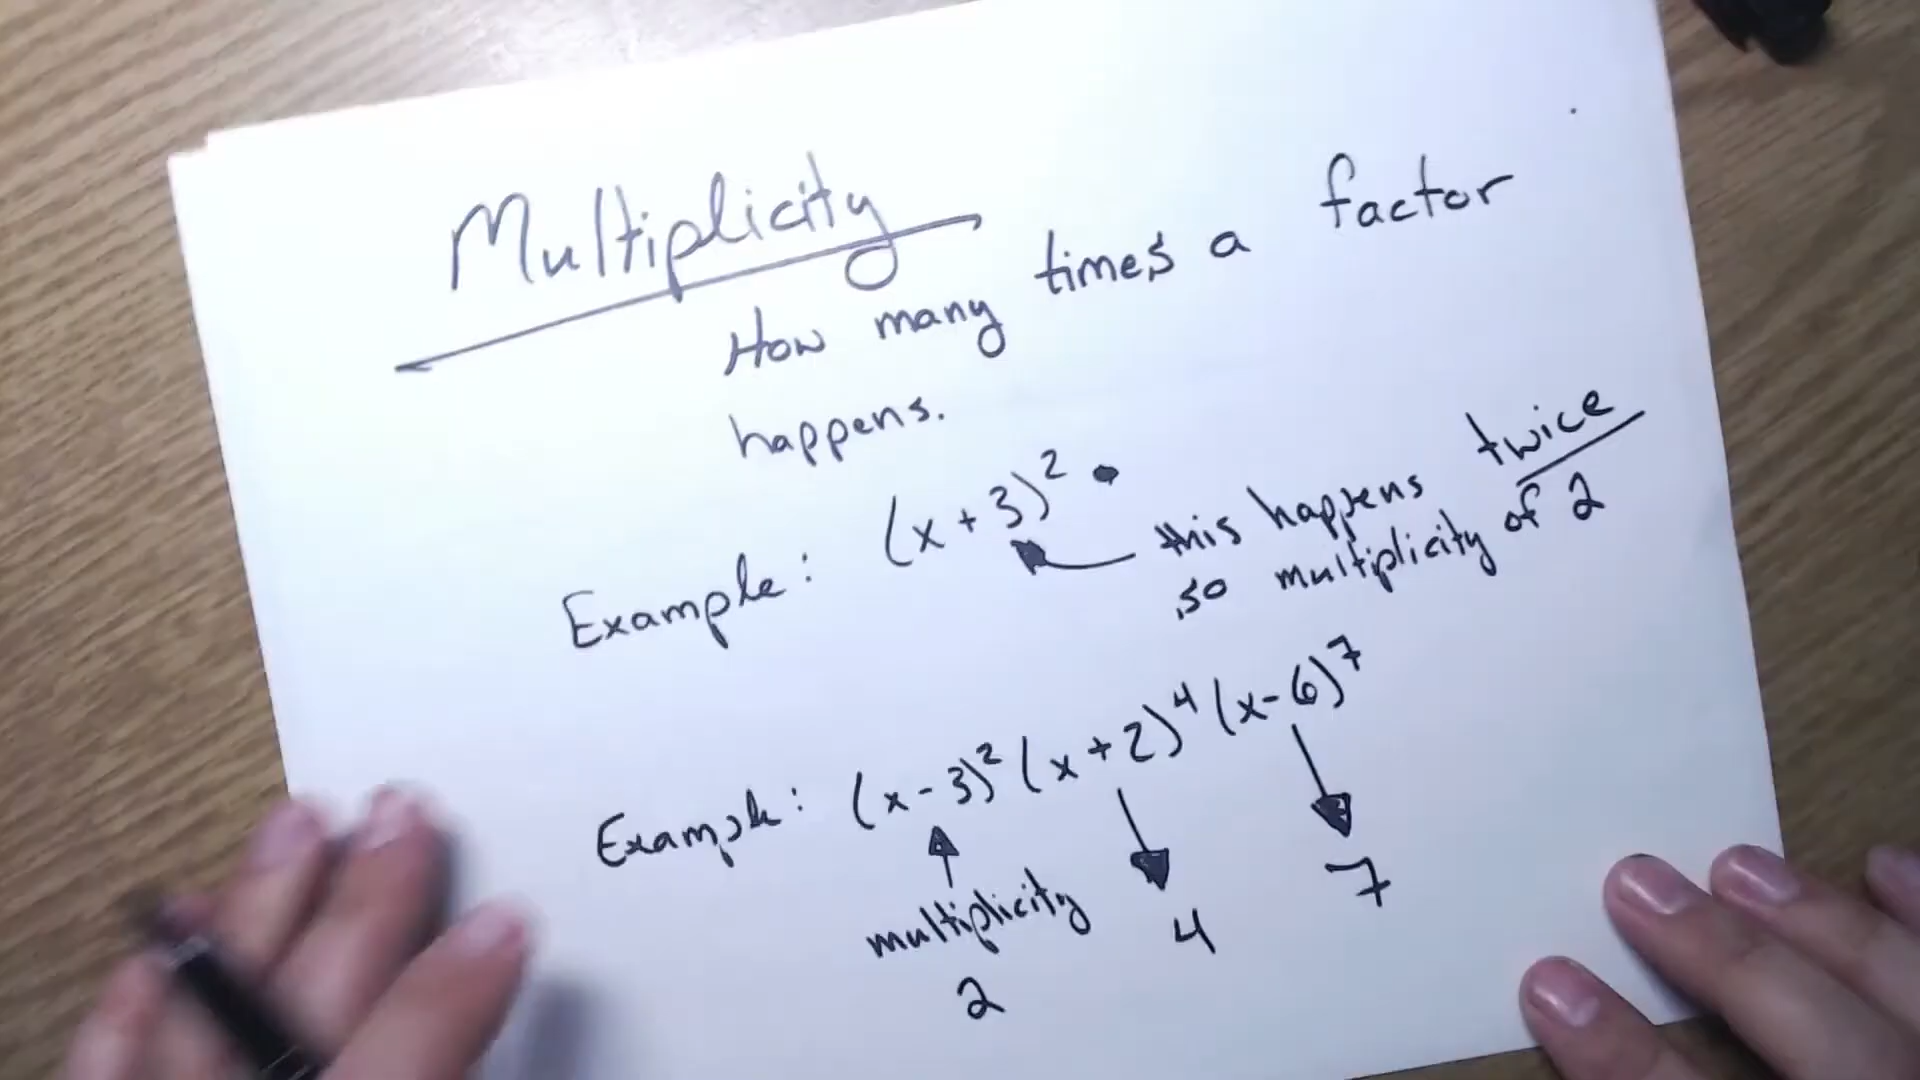 Multiplicity
How many times a factor
happens.
Example: (x + 3)² •
this happens twice
so multiplicity of 2
Example: (x - 3)² (x + 2)⁴ (x - 6)⁷
multiplicity 4 7
2